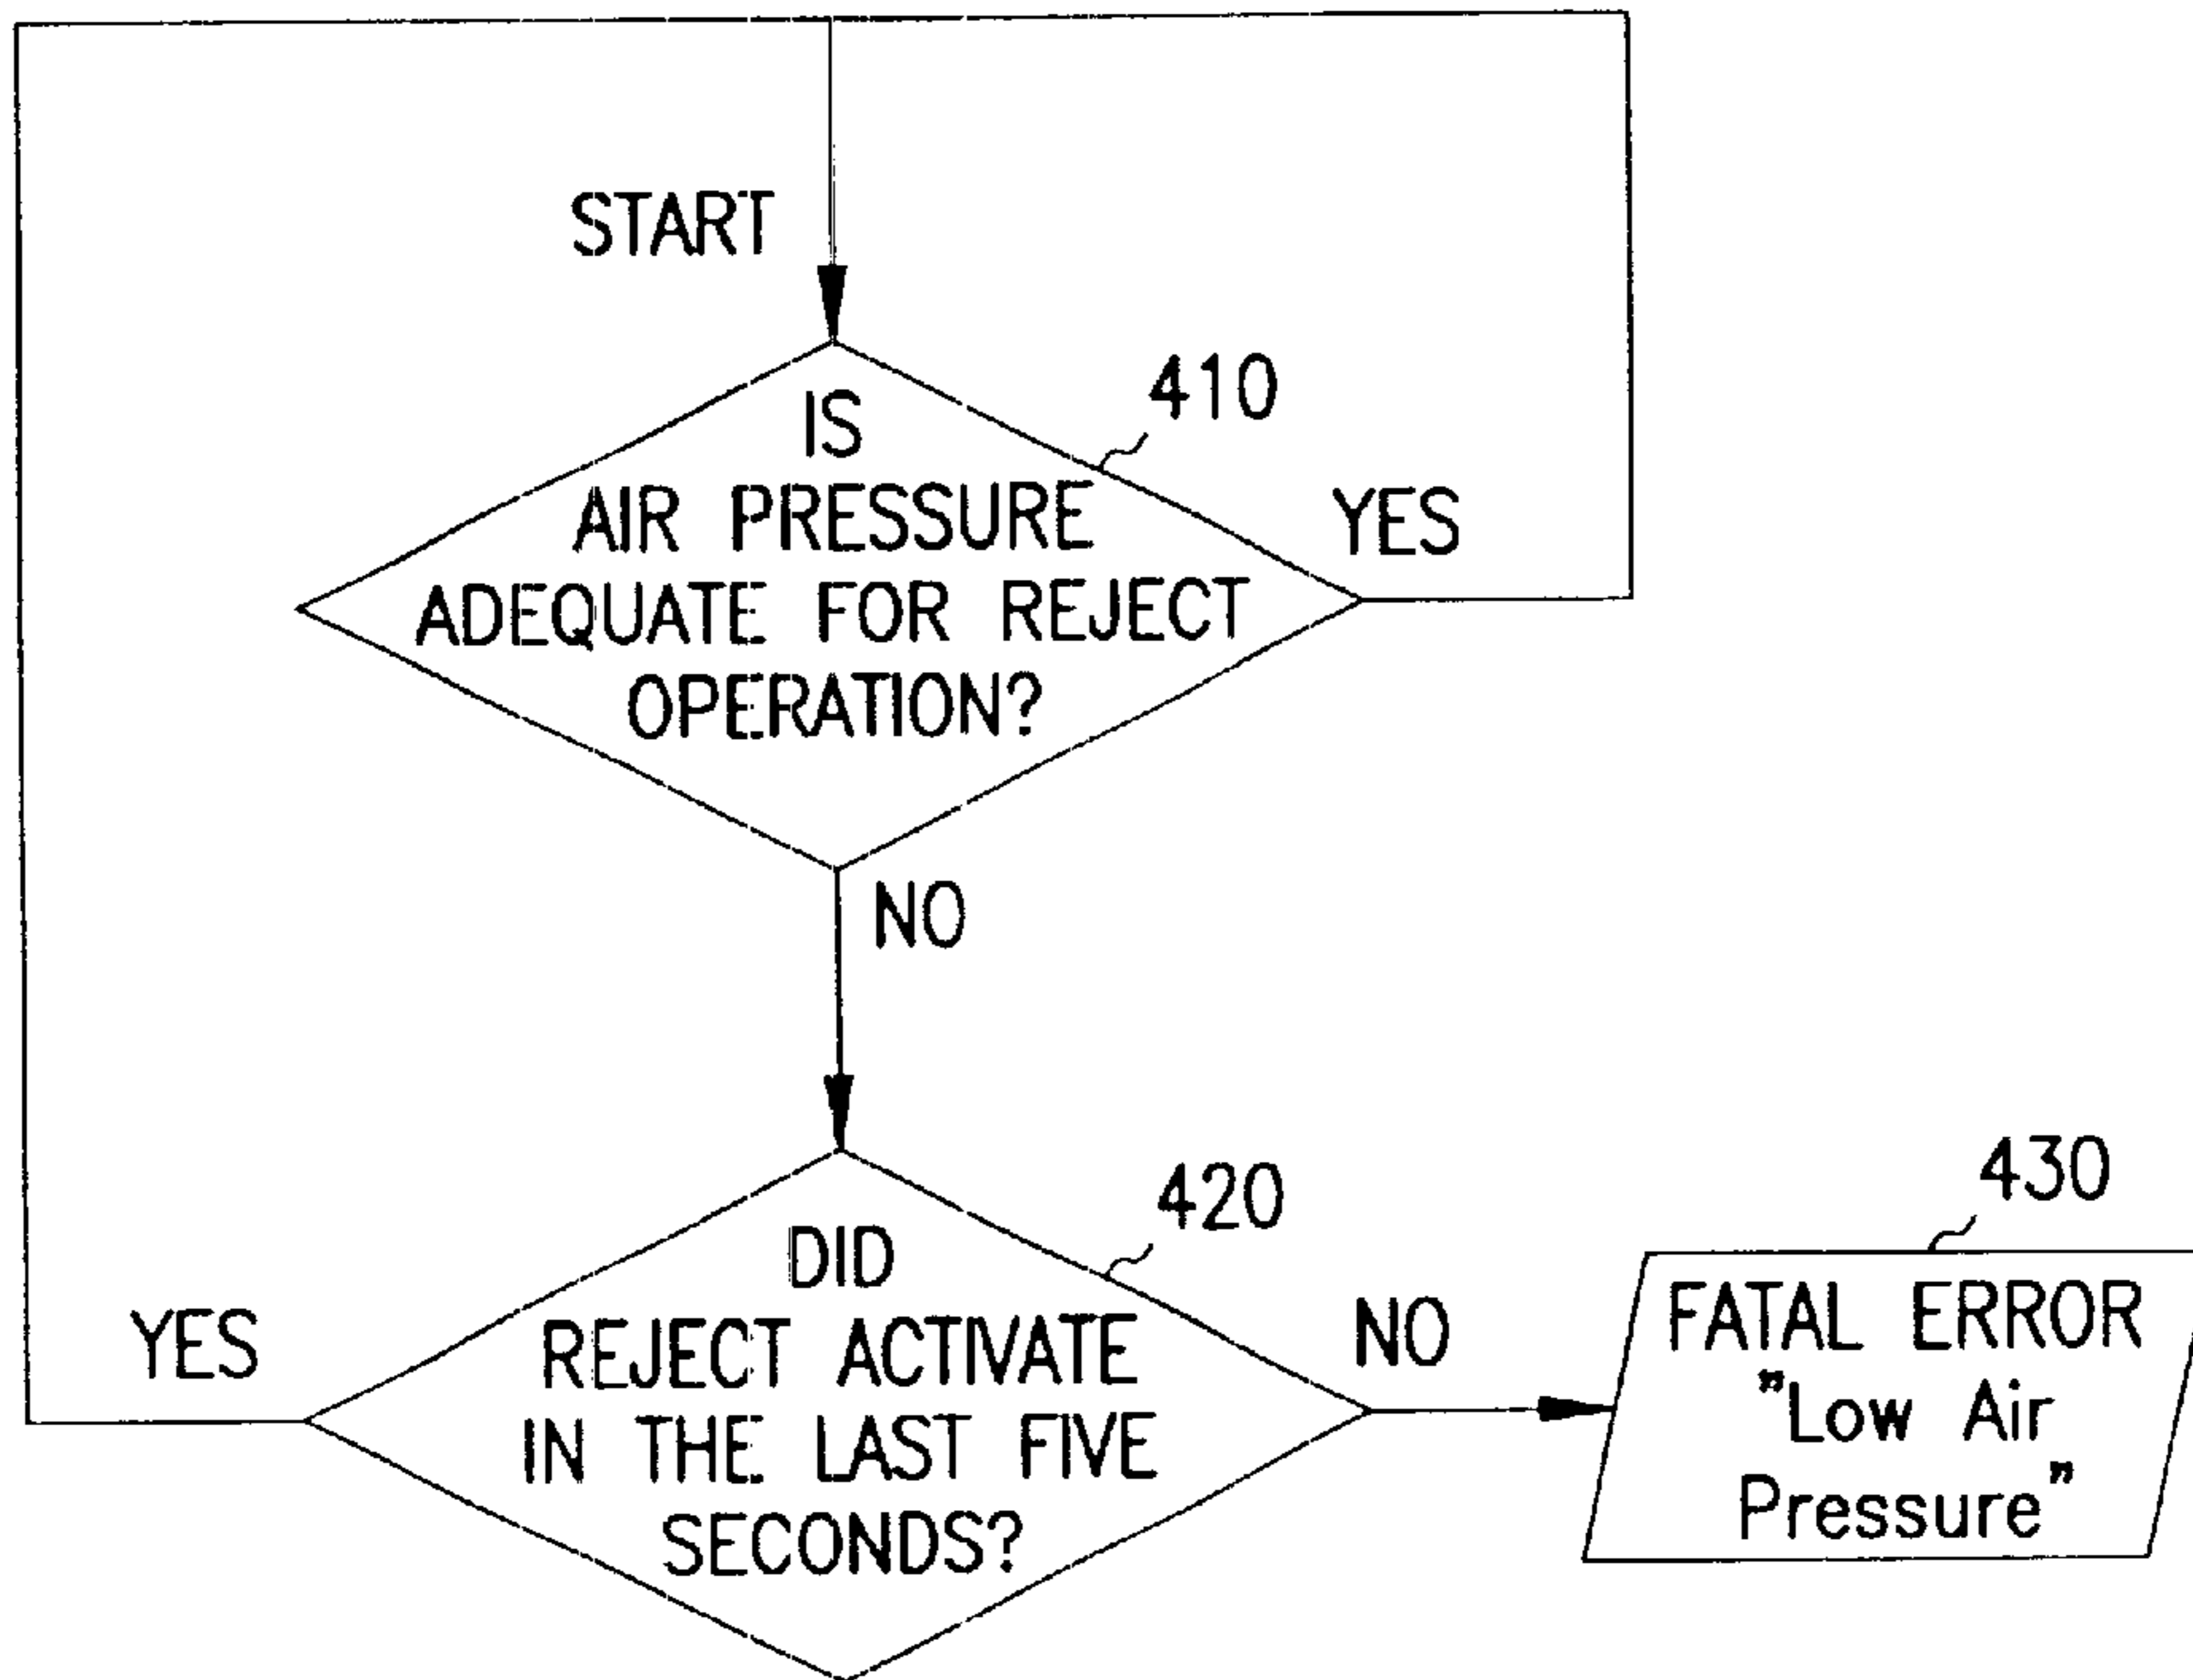 START
410
IS
AIR PRESSURE
ADEQUATE FOR REJECT
OPERATION?
YES
NO
420
DID
REJECT ACTIVATE
IN THE LAST FIVE
SECONDS?
YES
NO
430
FATAL ERROR
"Low Air
Pressure"